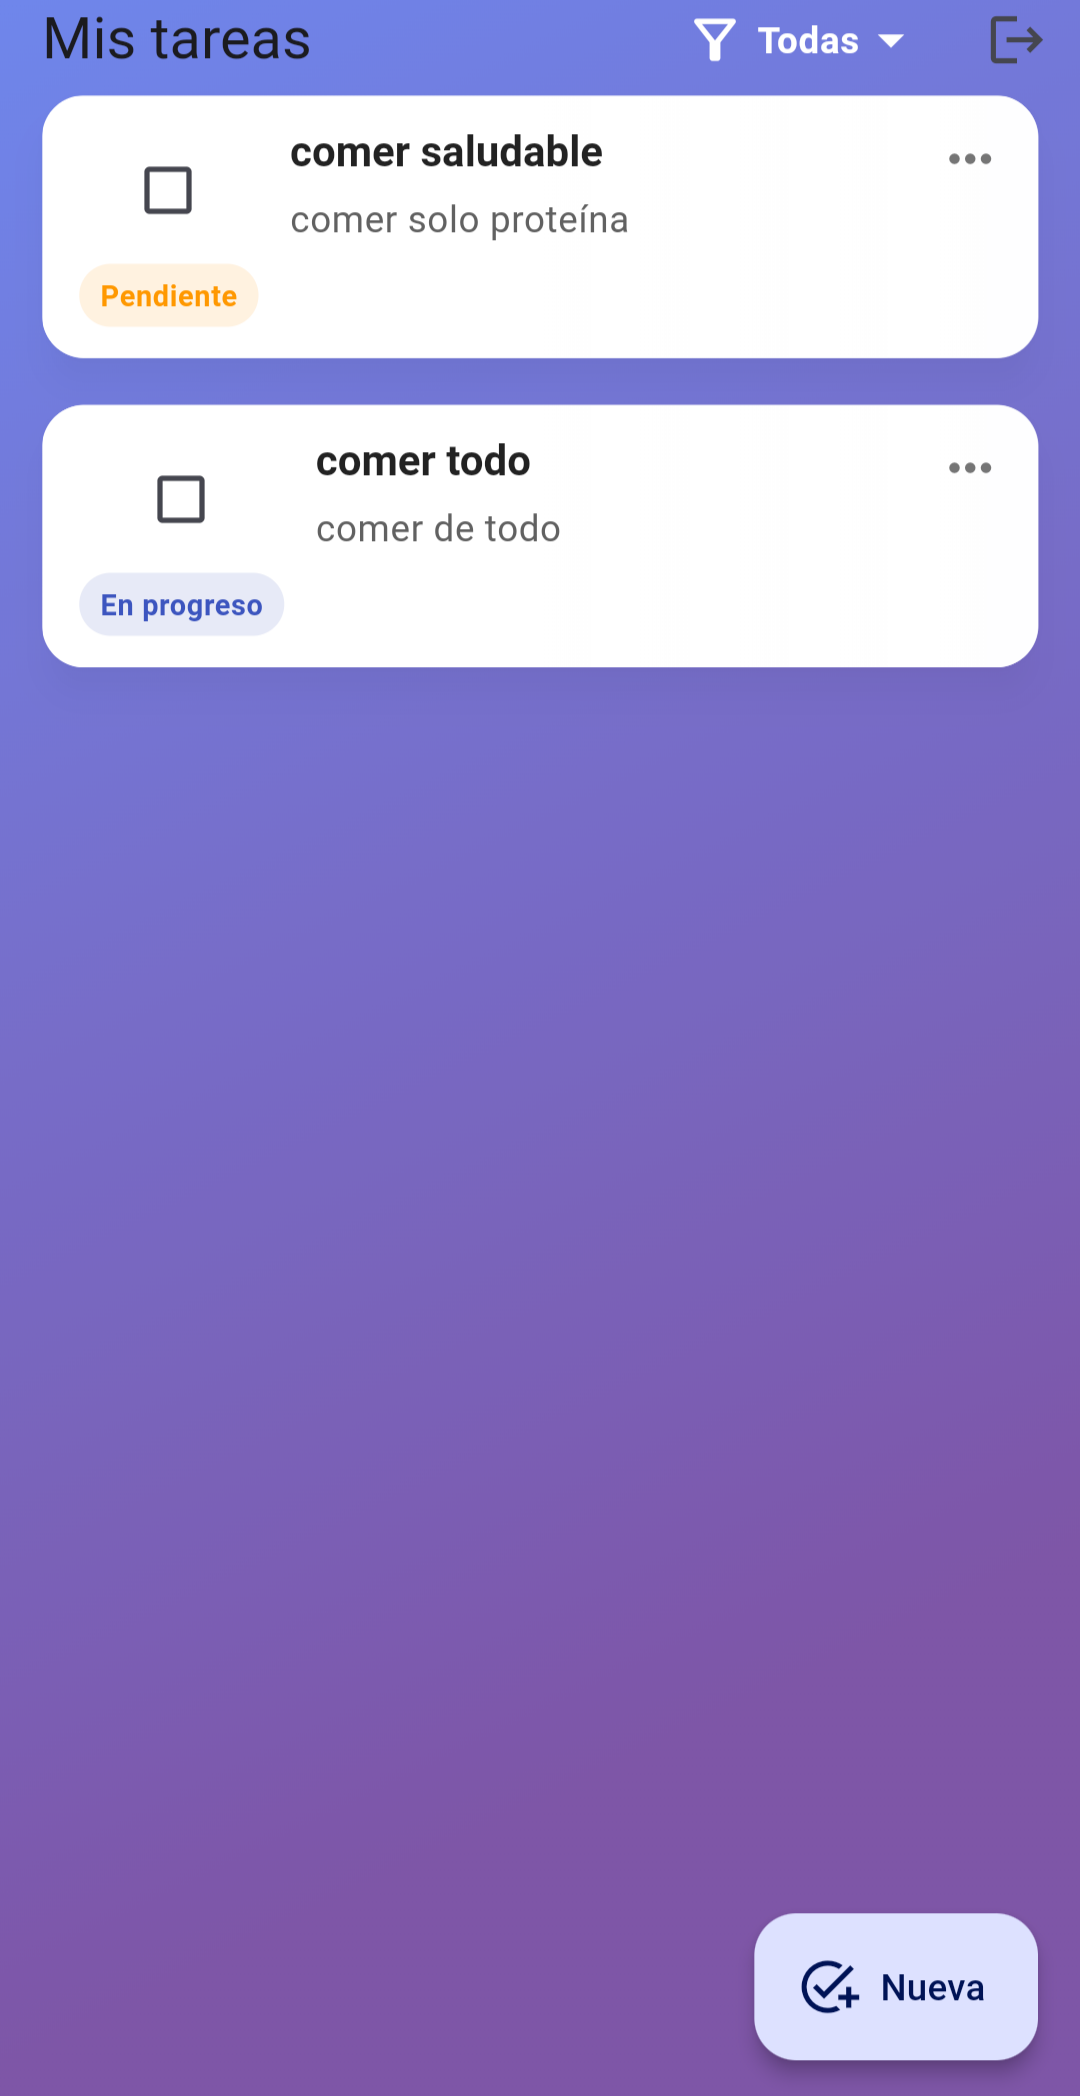 Mis tareas
Todas
comer saludable
comer solo proteína
Pendiente
comer todo
comer de todo
En progreso
Nueva